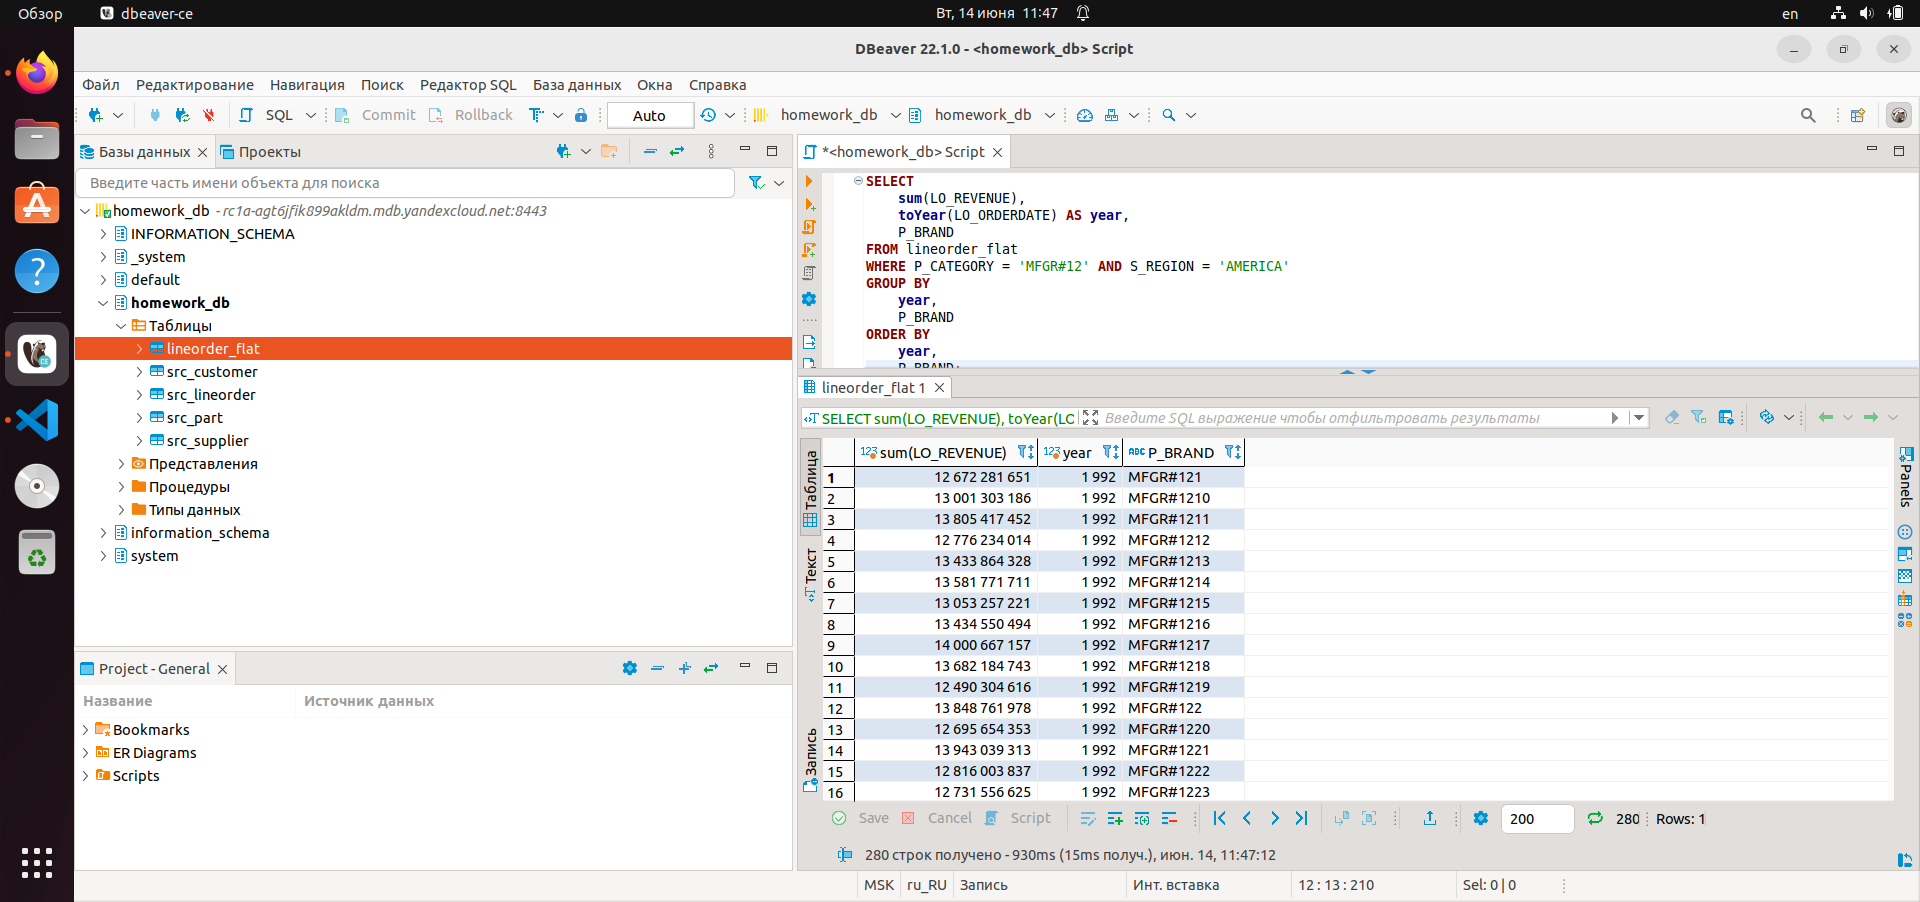 Обзор
dbeaver-ce
Вт, 14 июня 11:47
en
DBeaver 22.1.0 - <homework_db> Script
Файл Редактирование Навигация Поиск Редактор SQL База данных Окна Справка
SQL Commit Rollback Auto homework_db homework_db
Базы данных Проекты
Введите часть имени объекта для поиска
homework_db - rc1a-agt6jfik899akldm.mdb.yandexcloud.net:8443
INFORMATION_SCHEMA
_system
default
homework_db
Таблицы
lineorder_flat
src_customer
src_lineorder
src_part
src_supplier
Представления
Процедуры
Типы данных
information_schema
system
Project - General
Название Источник данных
Bookmarks
ER Diagrams
Scripts
*<homework_db> Script
SELECT
sum(LO_REVENUE),
toYear(LO_ORDERDATE) AS year,
P_BRAND
FROM lineorder_flat
WHERE P_CATEGORY = 'MFGR#12' AND S_REGION = 'AMERICA'
GROUP BY
year,
P_BRAND
ORDER BY
year,
P_BRAND;
lineorder_flat 1
SELECT sum(LO_REVENUE), toYear(LO Введите SQL выражение чтобы отфильтровать результаты
Таблица
Текст
Запись
Panels
123 sum(LO_REVENUE) 123 year ABC P_BRAND
1 12 672 281 651 1 992 MFGR#121
2 13 001 303 186 1 992 MFGR#1210
3 13 805 417 452 1 992 MFGR#1211
4 12 776 234 014 1 992 MFGR#1212
5 13 433 864 328 1 992 MFGR#1213
6 13 581 771 711 1 992 MFGR#1214
7 13 053 257 221 1 992 MFGR#1215
8 13 434 550 494 1 992 MFGR#1216
9 14 000 667 157 1 992 MFGR#1217
10 13 682 184 743 1 992 MFGR#1218
11 12 490 304 616 1 992 MFGR#1219
12 13 848 761 978 1 992 MFGR#122
13 12 695 654 353 1 992 MFGR#1220
14 13 943 039 313 1 992 MFGR#1221
15 12 816 003 837 1 992 MFGR#1222
16 12 731 556 625 1 992 MFGR#1223
Save Cancel Script 200 280 Rows: 1
280 строк получено - 930ms (15ms получ.), июн. 14, 11:47:12
MSK ru_RU Запись Инт. вставка 12 : 13 : 210 Sel: 0 | 0